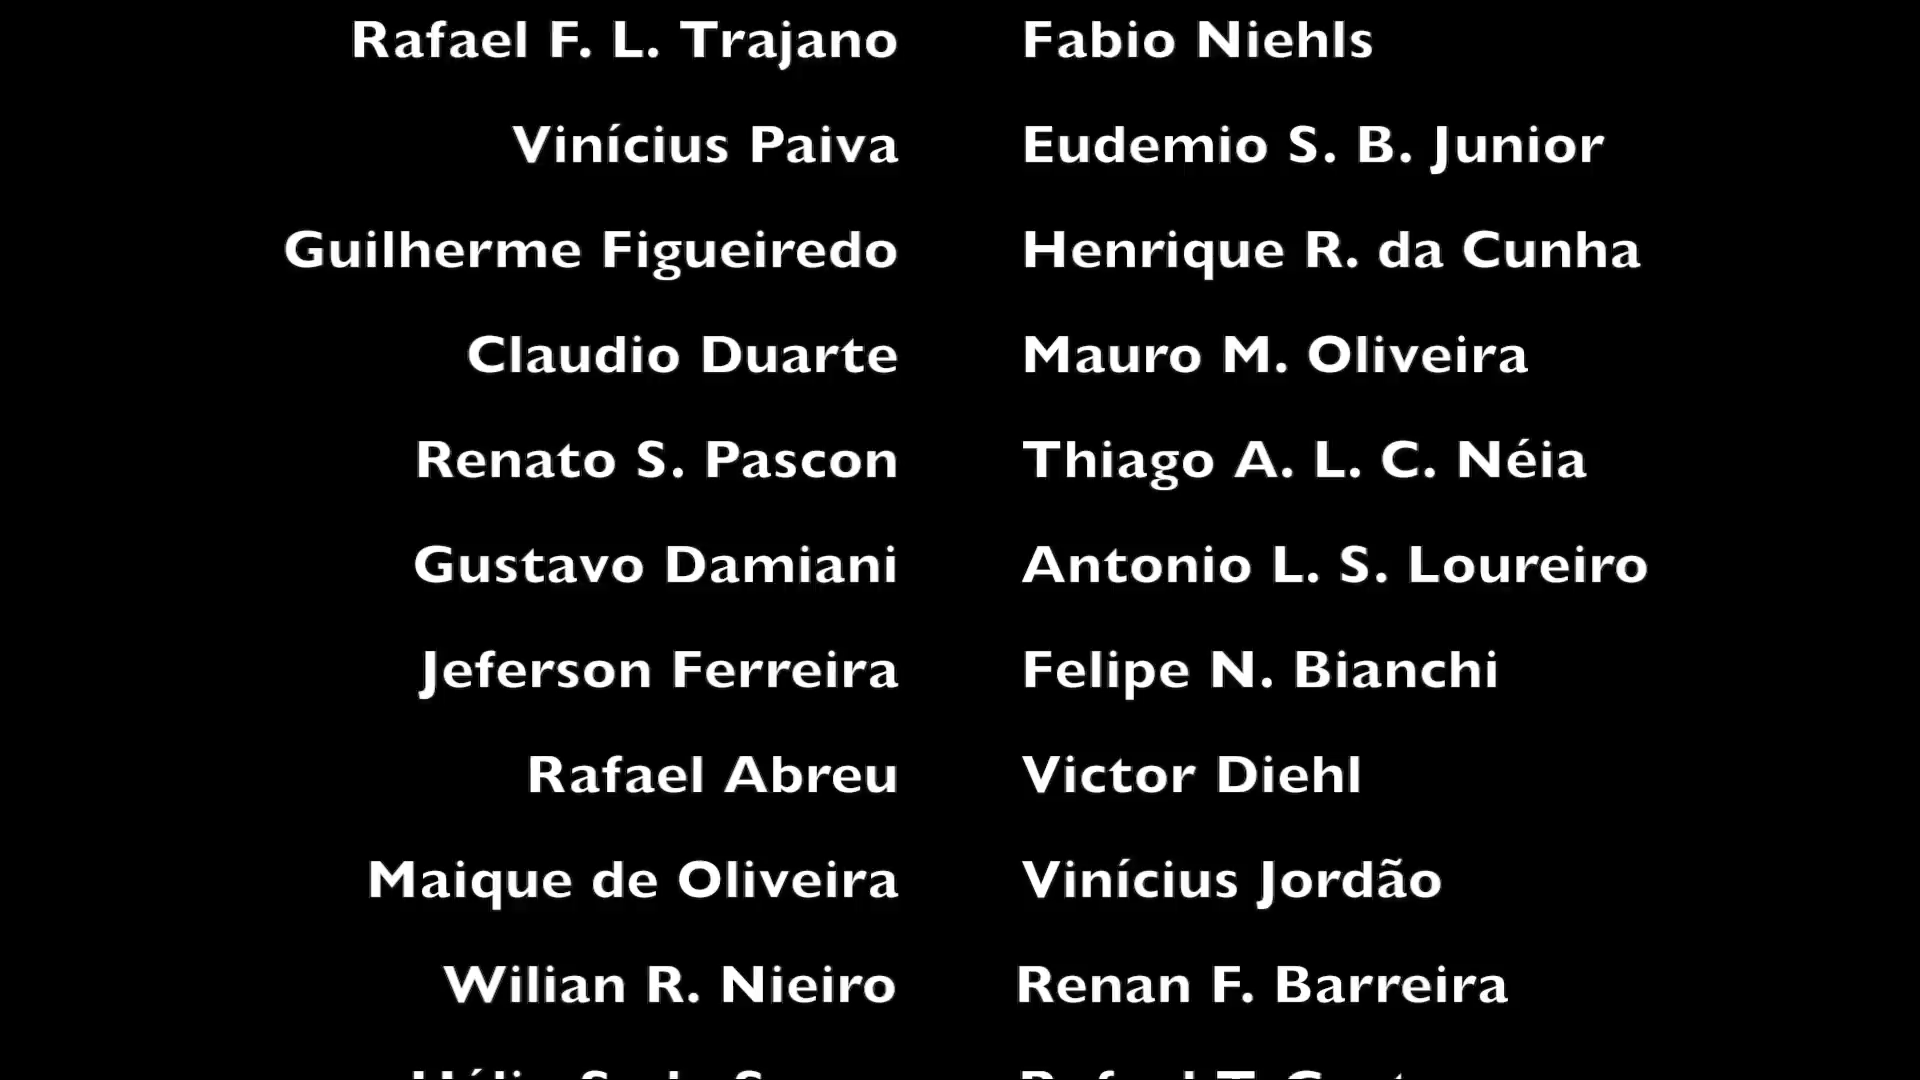 Rafael F. L. Trajano Fabio Niehls
Vinícius Paiva Eudemio S. B. Junior
Guilherme Figueiredo Henrique R. da Cunha
Claudio Duarte Mauro M. Oliveira
Renato S. Pascon Thiago A. L. C. Néia
Gustavo Damiani Antonio L. S. Loureiro
Jeferson Ferreira Felipe N. Bianchi
Rafael Abreu Victor Diehl
Maique de Oliveira Vinícius Jordão
Wilian R. Nieiro Renan F. Barreira